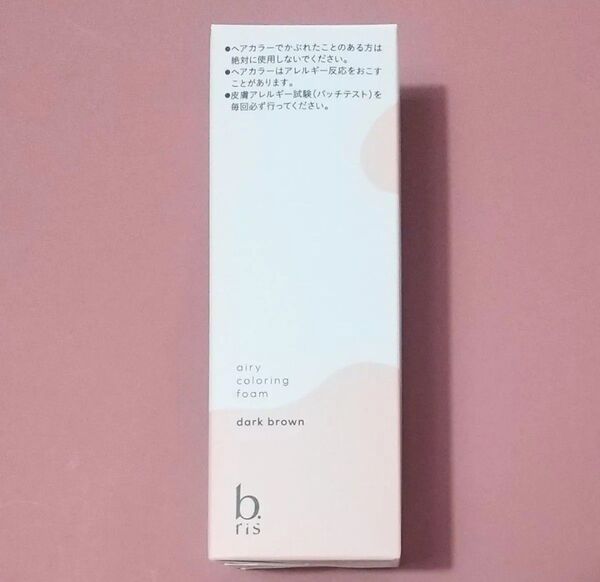 ●ヘアカラーでかぶれたことのある方は
絶対に使用しないでください。
●ヘアカラーはアレルギー反応をおこす
ことがあります。
●皮膚アレルギー試験(パッチテスト)を
毎回必ず行ってください。
airy
coloring
foam
dark brown
b.
ris